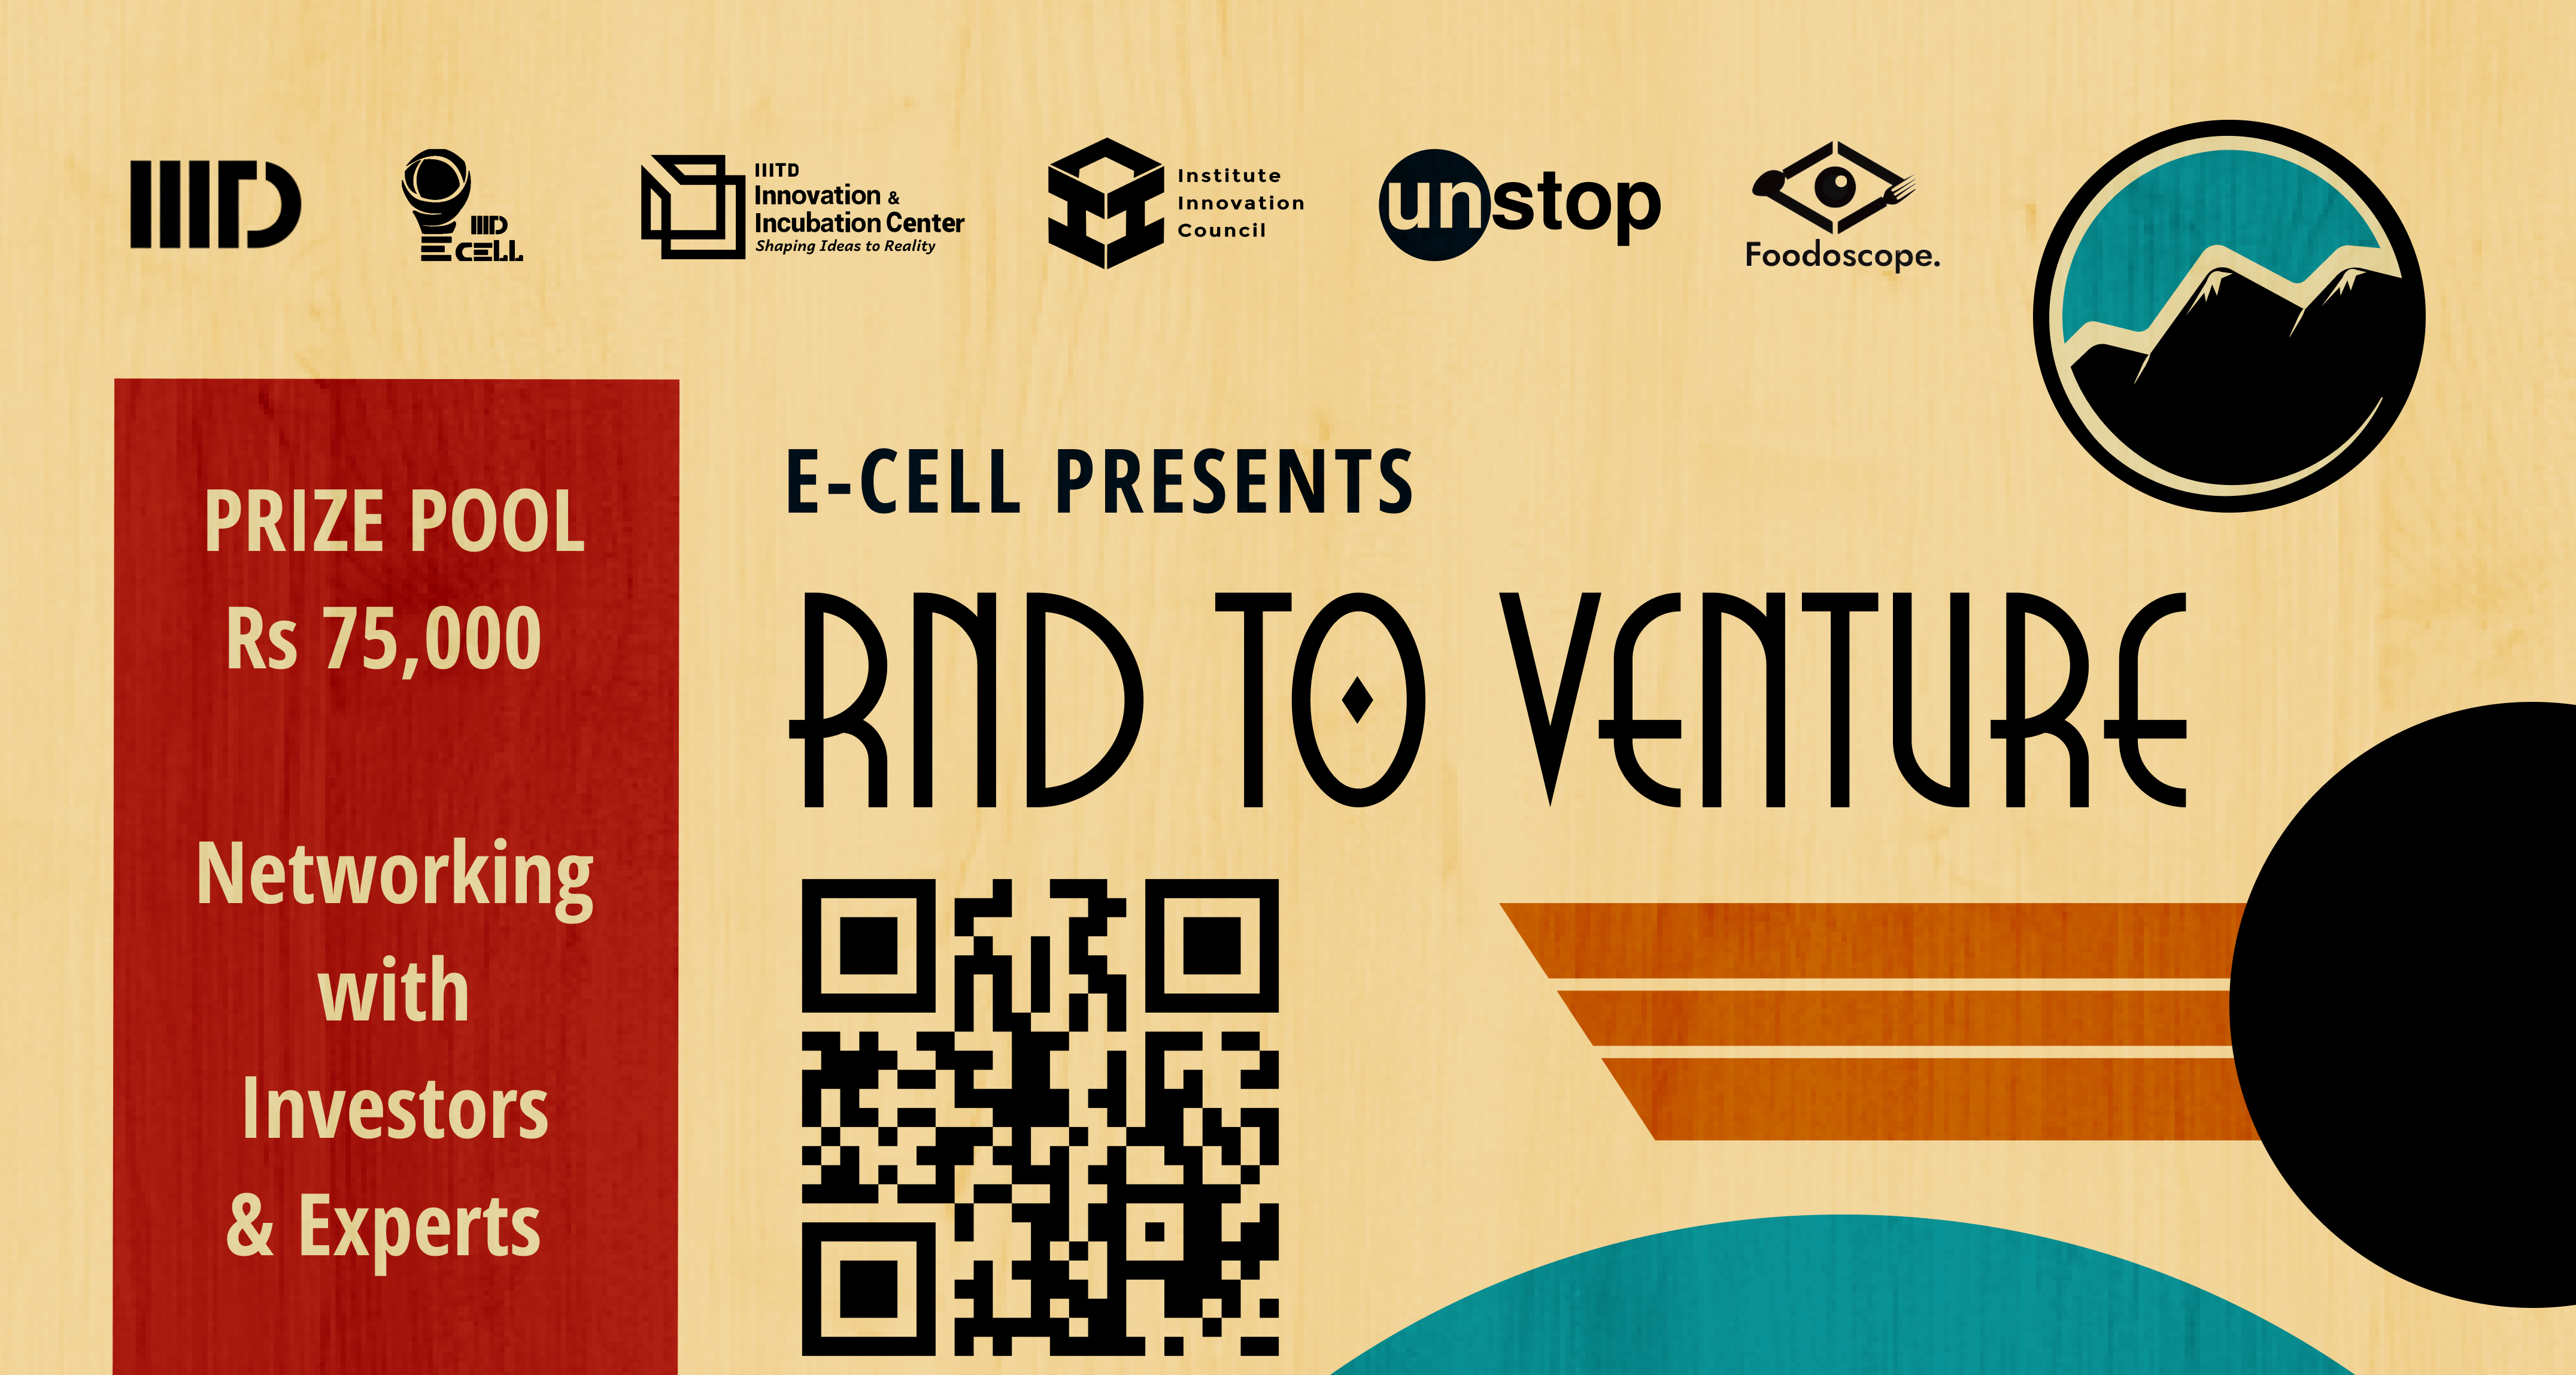 IIITD
IIITD
E CELL
IIITD
Innovation &
Incubation Center
Shaping Ideas to Reality
Institute
Innovation
Council
unstop
Foodoscope.
PRIZE POOL
Rs 75,000
Networking
with
Investors
& Experts
E-CELL PRESENTS
RND TO VENTURE